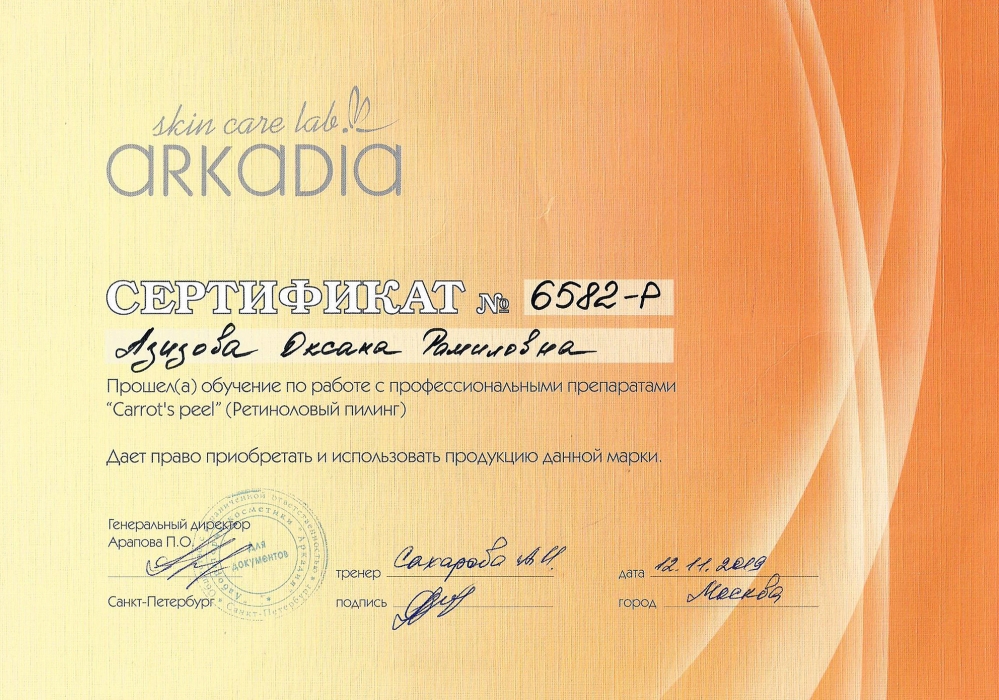 skin care lab.
ARKADIA
СЕРТИФИКАТ № 6582-Р
Азизова Оксана Рамиловна
Прошел(а) обучение по работе с профессиональными препаратами
“Carrot's peel” (Ретиноловый пилинг)
Дает право приобретать и использовать продукцию данной марки.
Генеральный директор
Арапова П.О.
для
документов
Санкт-Петербург
тренер Сахарова А.И.
подпись
дата 12.11.2019
город Москва